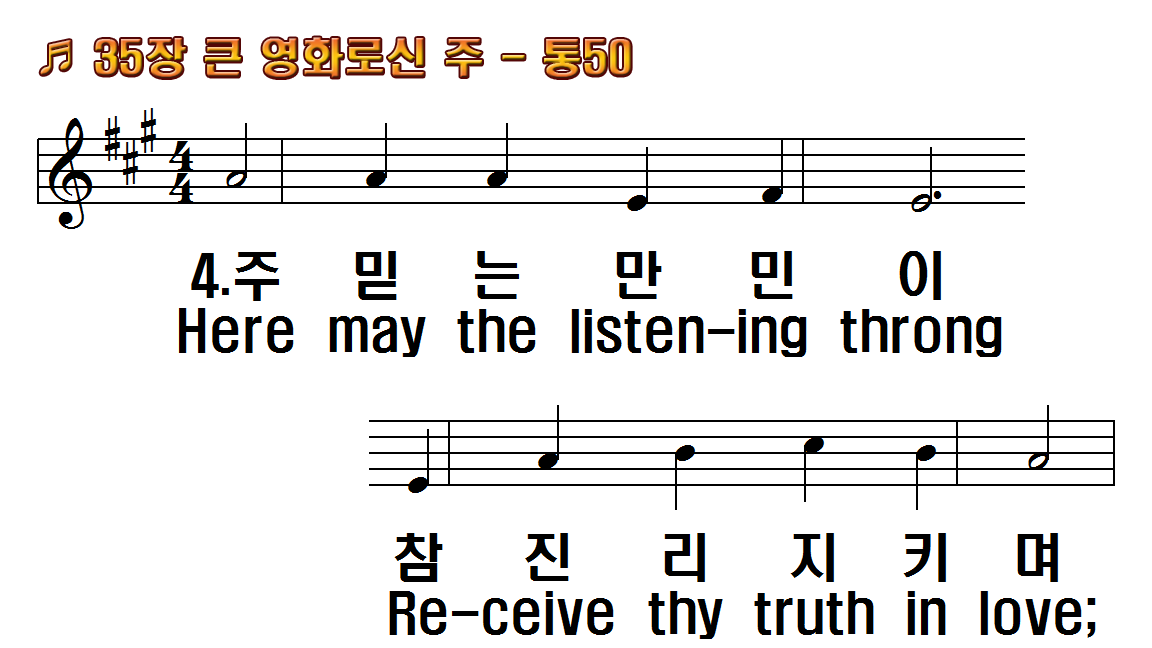 ♬ 35장 큰 영화로신 주 - 통50
4.주 믿 는 만 민 이
Here may the listen-ing throng
참 진 리 지 키 며
Re-ceive thy truth in love;